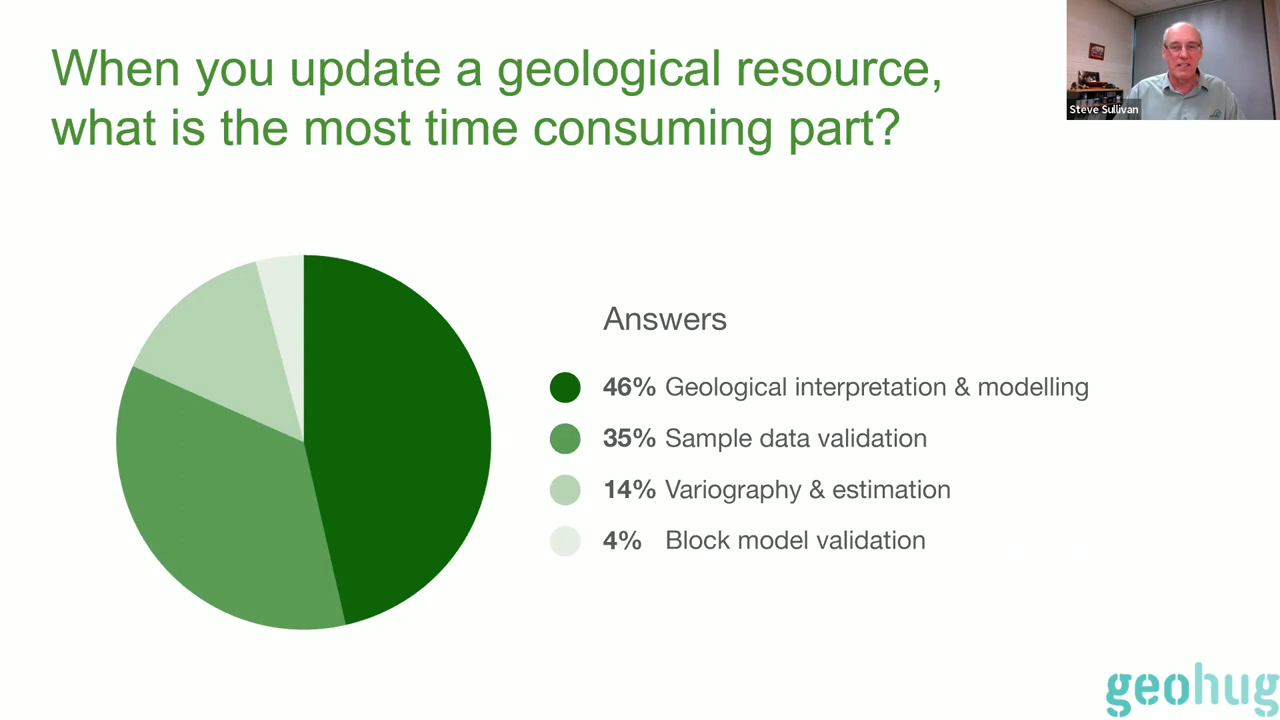 When you update a geological resource,
what is the most time consuming part?
Steve Sullivan
Answers
46% Geological interpretation & modelling
35% Sample data validation
14% Variography & estimation
4% Block model validation
geohug